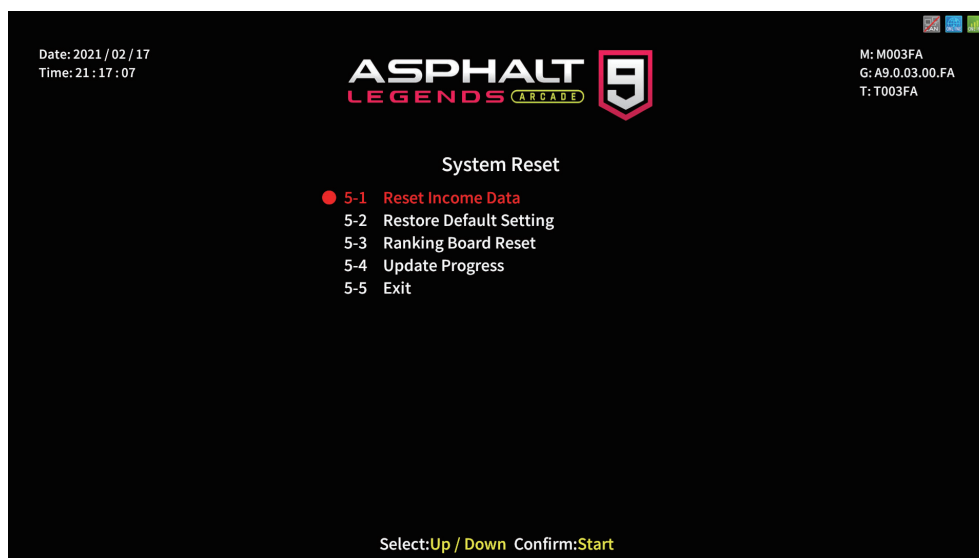 Date: 2021 / 02 / 17
Time: 21 : 17 : 07
ASPHALT 9
LEGENDS ARCADE
M: M003FA
G: A9.0.03.00.FA
T: T003FA
System Reset
5-1 Reset Income Data
5-2 Restore Default Setting
5-3 Ranking Board Reset
5-4 Update Progress
5-5 Exit
Select:Up / Down Confirm:Start